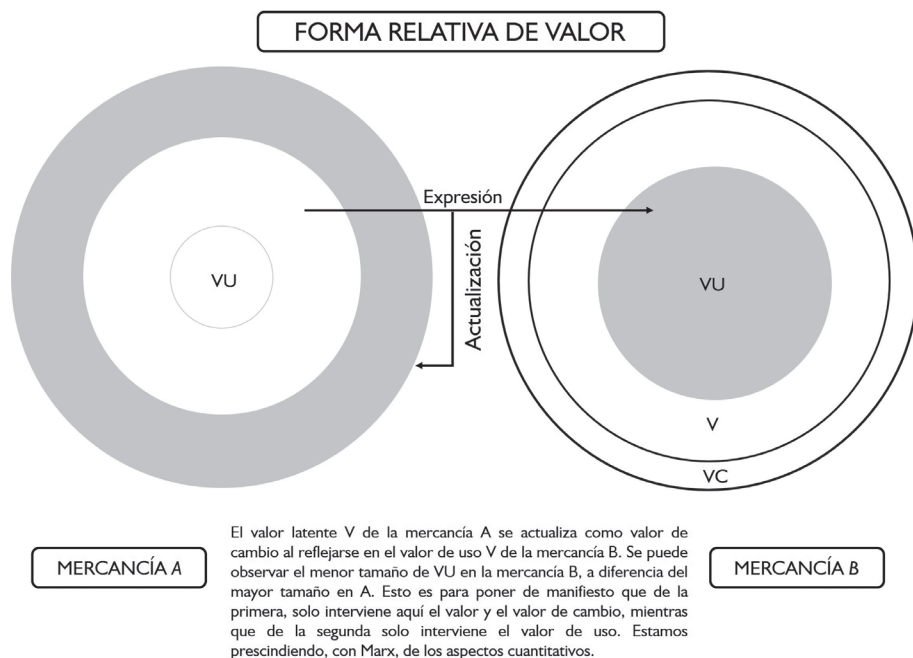 FORMA RELATIVA DE VALOR
Expresión
Actualización
VU
VU
V
VC
MERCANCÍA A
El valor latente V de la mercancía A se actualiza como valor de
cambio al reflejarse en el valor de uso V de la mercancía B. Se puede
observar el menor tamaño de VU en la mercancía B, a diferencia del
mayor tamaño en A. Esto es para poner de manifiesto que de la
primera, solo interviene aquí el valor y el valor de cambio, mientras
que de la segunda solo interviene el valor de uso. Estamos
prescindiendo, con Marx, de los aspectos cuantitativos.
MERCANCÍA B